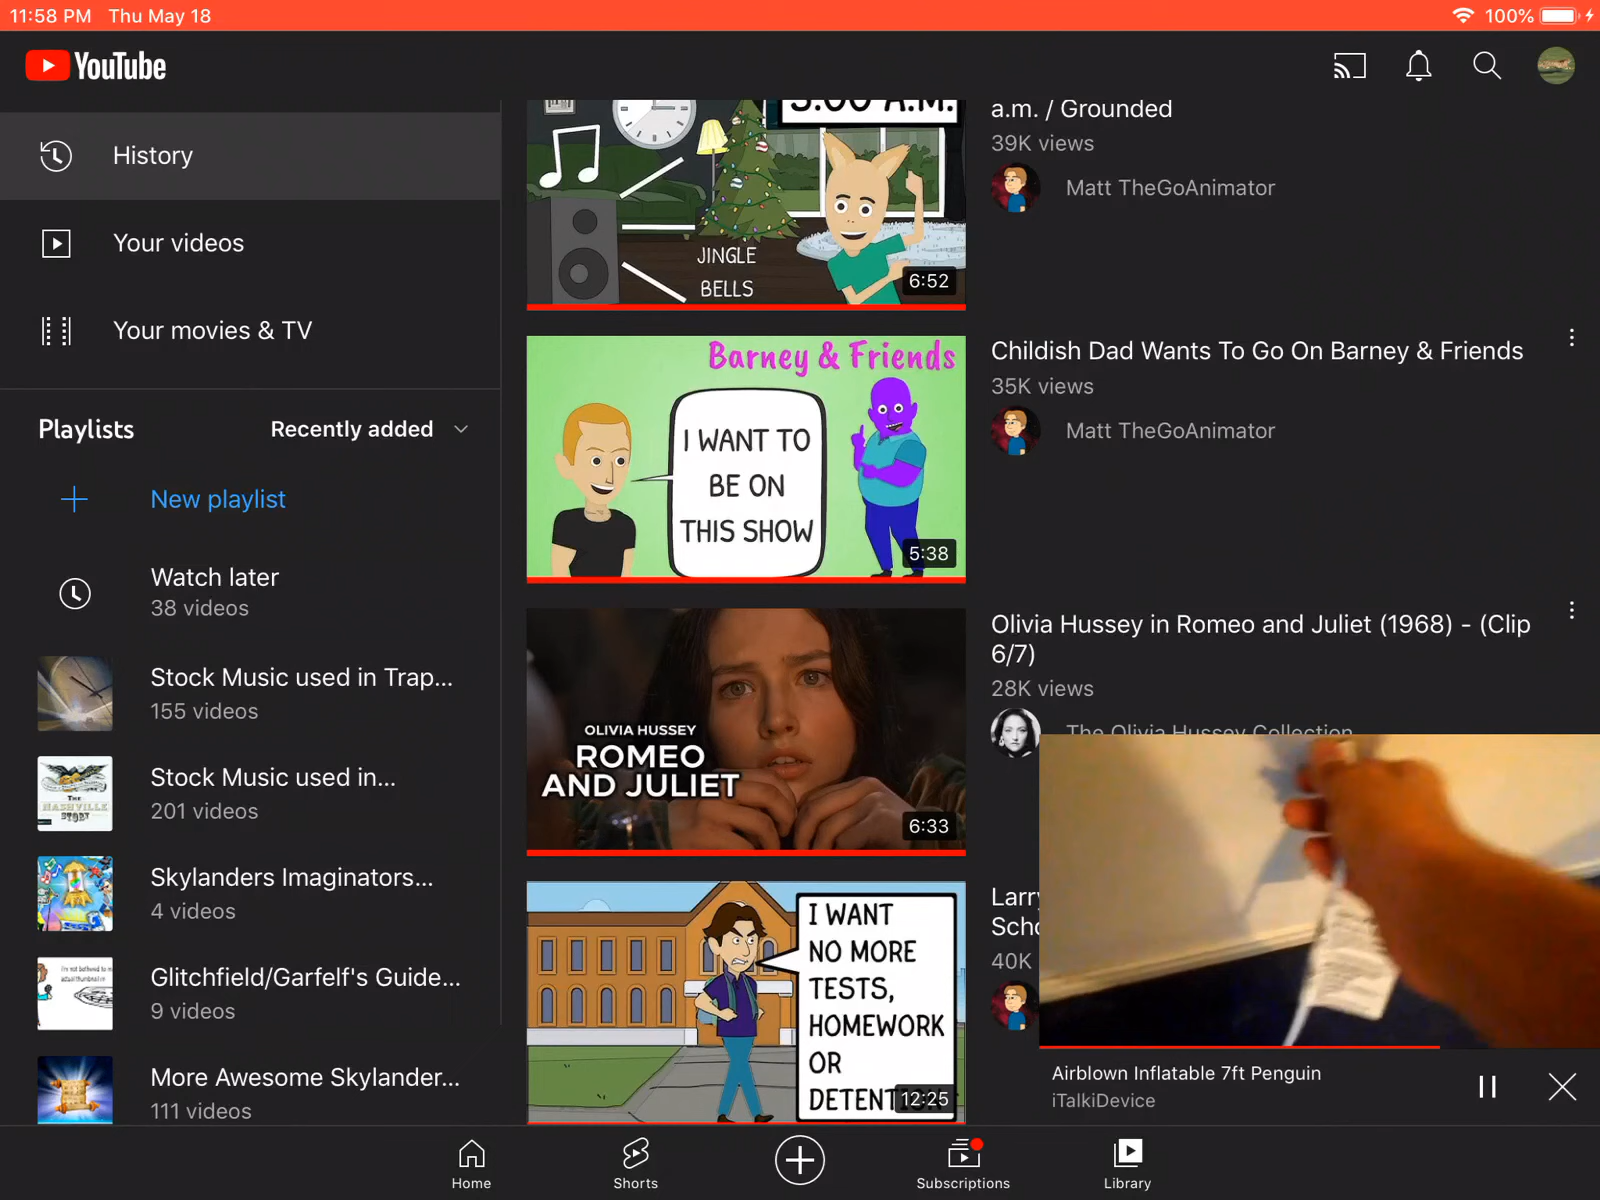 11:58 PM Thu May 18
100%
YouTube
History
Your videos
Your movies & TV
Playlists
Recently added
New playlist
Watch later
38 videos
Stock Music used in Trap...
155 videos
Stock Music used in...
201 videos
Skylanders Imaginators...
4 videos
Glitchfield/Garfelf's Guide...
9 videos
More Awesome Skylander...
111 videos
JINGLE
BELLS
6:52
a.m. / Grounded
39K views
Matt TheGoAnimator
Barney & Friends
I WANT TO
BE ON
THIS SHOW
5:38
Childish Dad Wants To Go On Barney & Friends
35K views
Matt TheGoAnimator
OLIVIA HUSSEY
ROMEO
AND JULIET
6:33
Olivia Hussey in Romeo and Juliet (1968) - (Clip
6/7)
28K views
The Olivia Hussey Collection
I WANT
NO MORE
TESTS,
HOMEWORK
OR
12:25
40K
Airblown Inflatable 7ft Penguin
iTalkiDevice
Home
Shorts
Subscriptions
Library